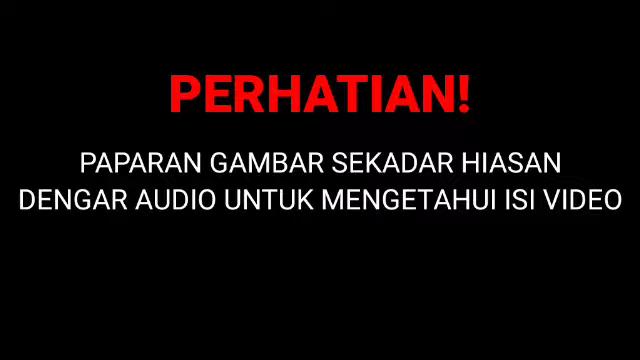 PERHATIAN!
PAPARAN GAMBAR SEKADAR HIASAN
DENGAR AUDIO UNTUK MENGETAHUI ISI VIDEO